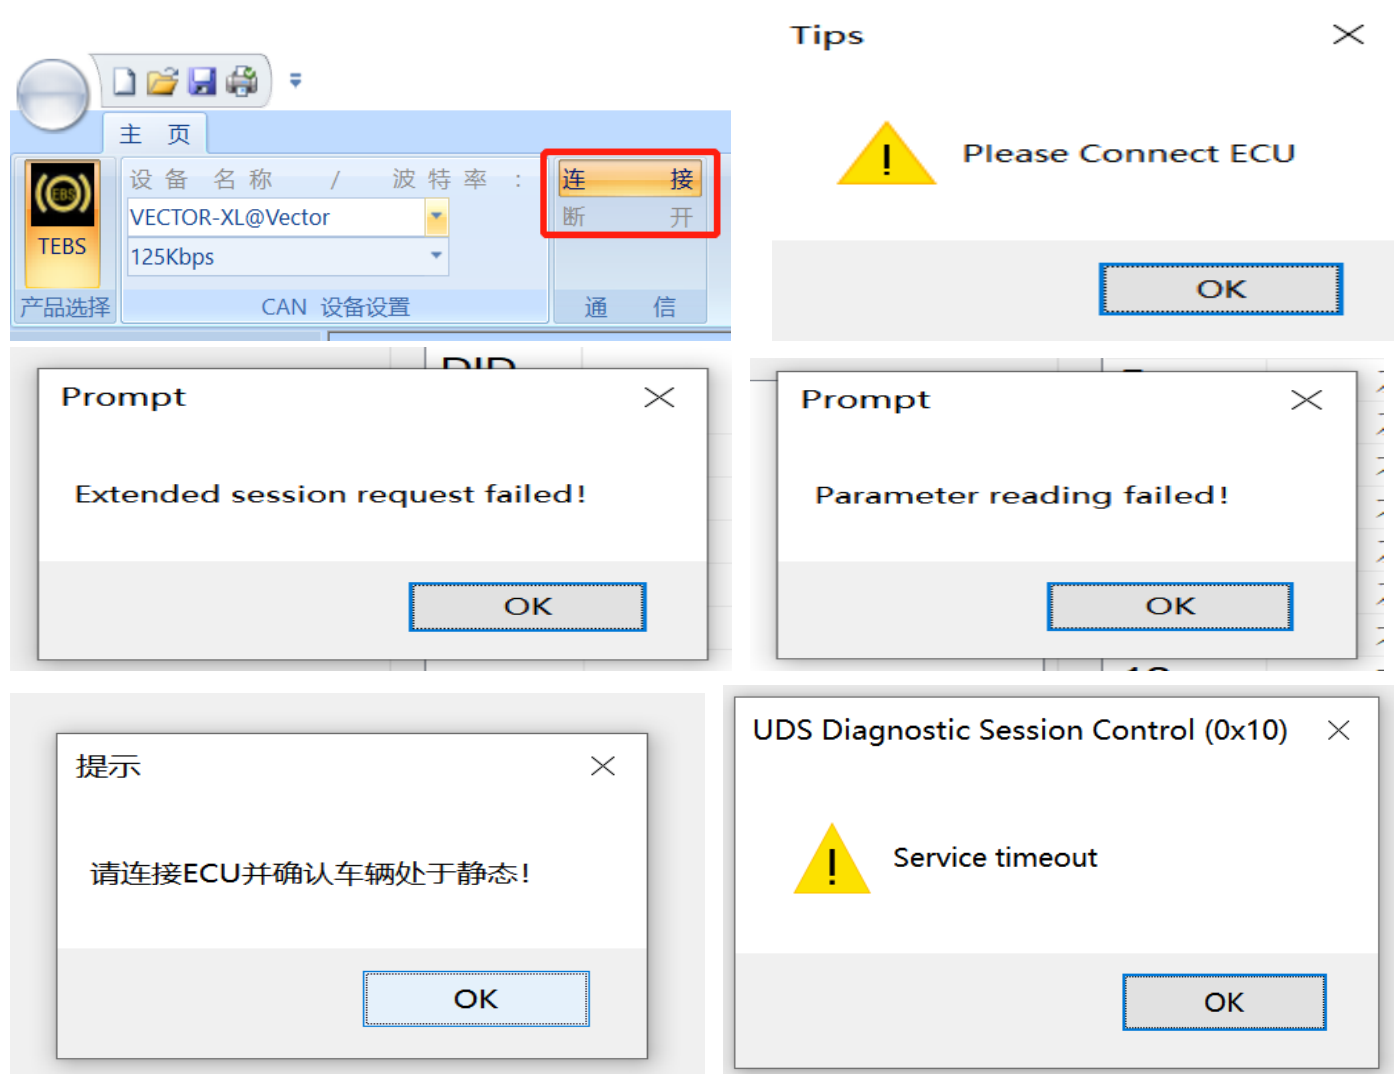 主 页
设 备 名 称 / 波 特 率 :
连 接
(EBS)
VECTOR-XL@Vector
断 开
TEBS
125Kbps
产品选择
CAN 设备设置
通 信
Tips
Please Connect ECU
OK
DID
Prompt
Extended session request failed!
OK
Prompt
Parameter reading failed!
OK
提示
请连接ECU并确认车辆处于静态!
OK
UDS Diagnostic Session Control (0x10)
Service timeout
OK